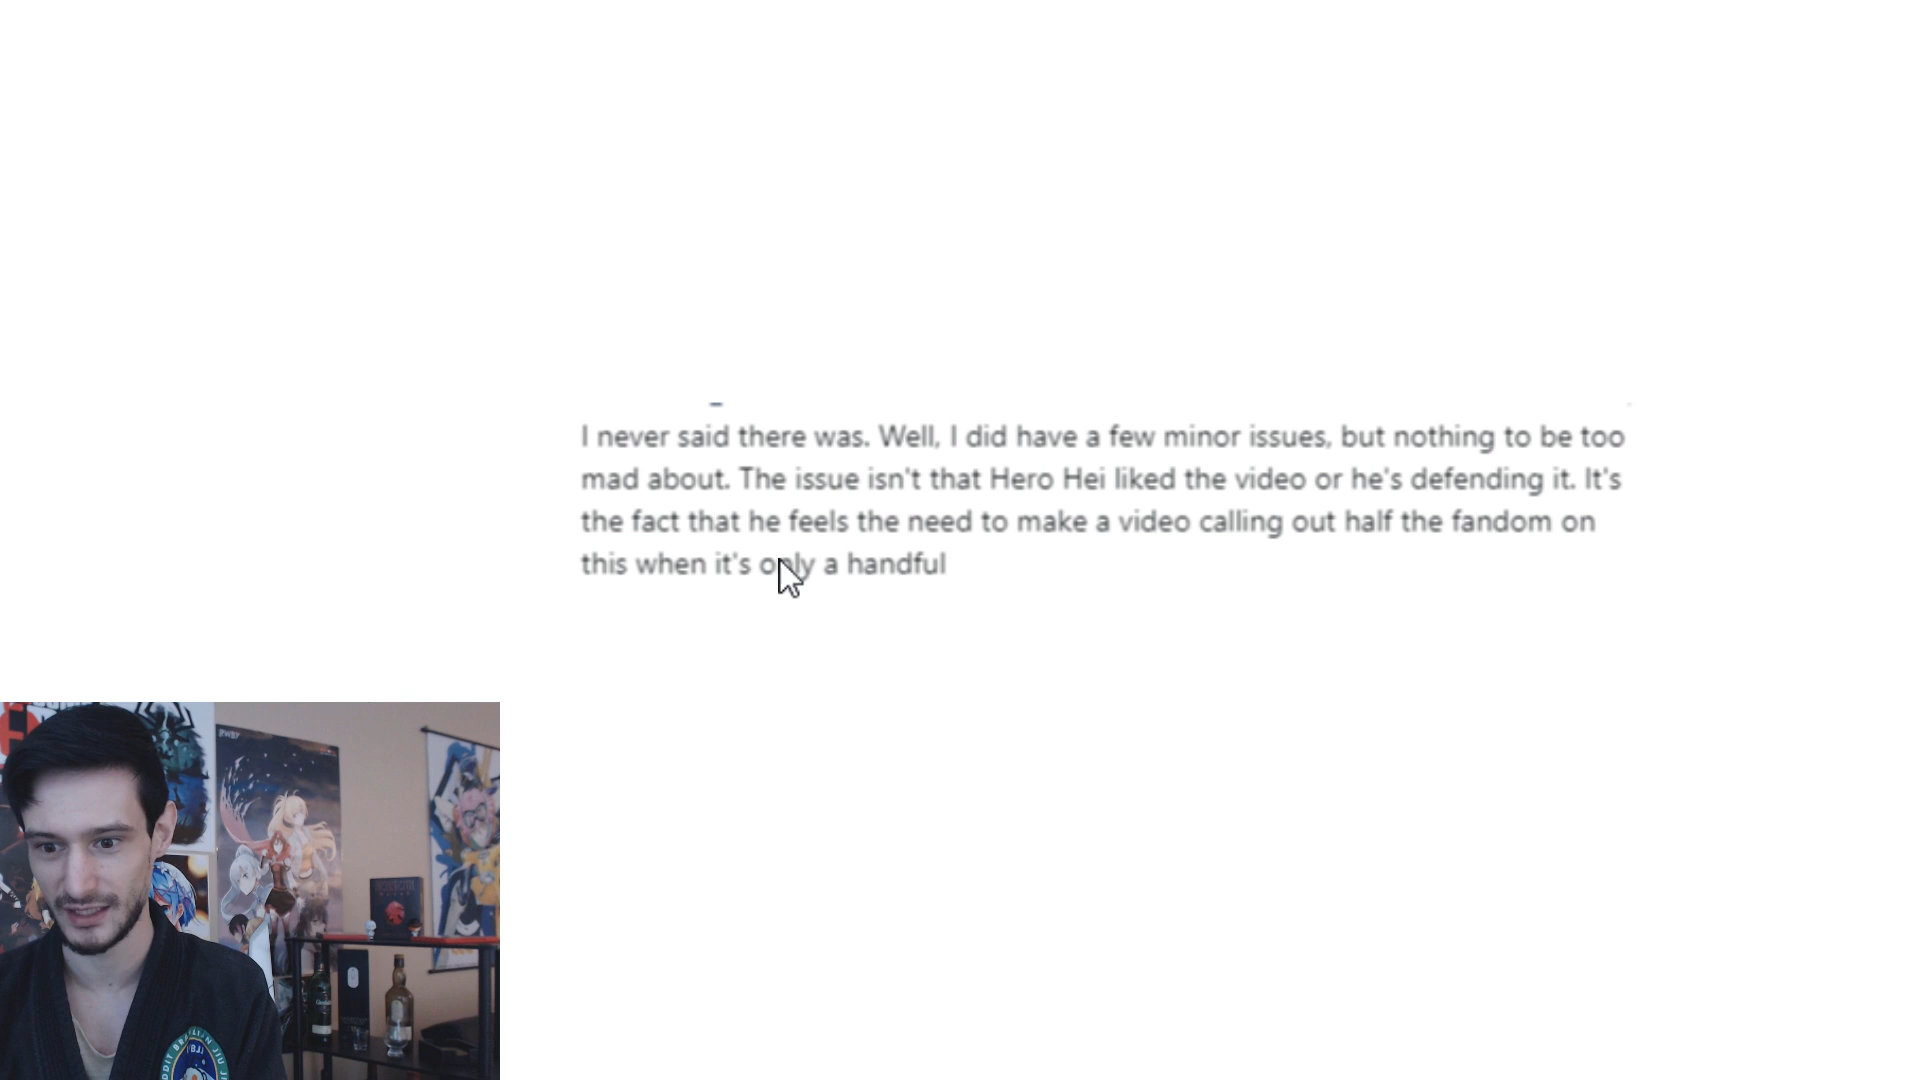 I never said there was. Well, I did have a few minor issues, but nothing to be too
mad about. The issue isn't that Hero Hei liked the video or he's defending it. It's
the fact that he feels the need to make a video calling out half the fandom on
this when it's only a handful
RWBY